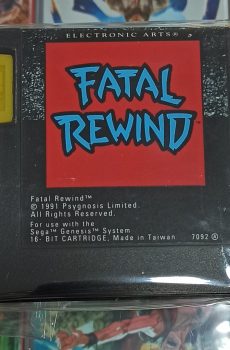 ELECTRONIC ARTS®
FATAL
REWIND™
Fatal Rewind™
© 1991 Psygnosis Limited.
All Rights Reserved.
For use with the
Sega™ Genesis™ System
16- BIT CARTRIDGE, Made in Taiwan
7092 Ⓐ